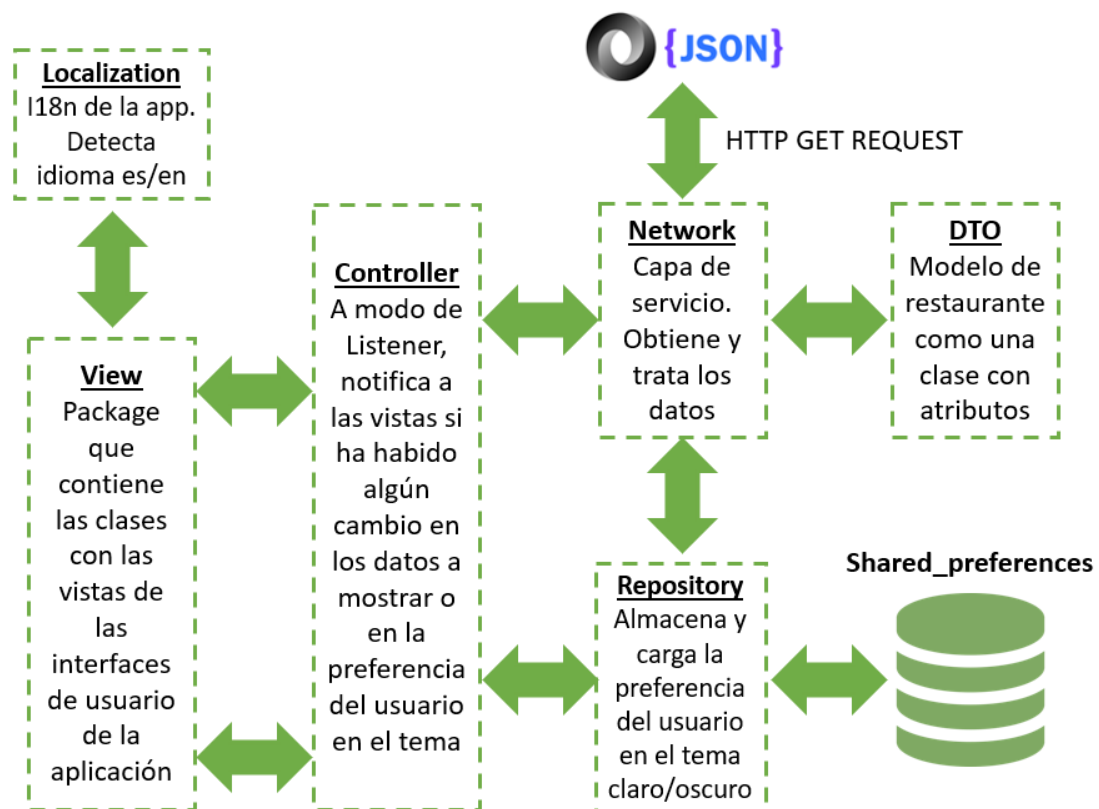 {JSON}
HTTP GET REQUEST
Localization
I18n de la app.
Detecta
idioma es/en
View
Package
que
contiene
las clases
con las
vistas de
las
interfaces
de usuario
de la
aplicación
Controller
A modo de
Listener,
notifica a
las vistas si
ha habido
algún
cambio en
los datos a
mostrar o
en la
preferencia
del usuario
en el tema
Network
Capa de
servicio.
Obtiene y
trata los
datos
DTO
Modelo de
restaurante
como una
clase con
atributos
Repository
Almacena y
carga la
preferencia
del usuario
en el tema
claro/oscuro
Shared_preferences